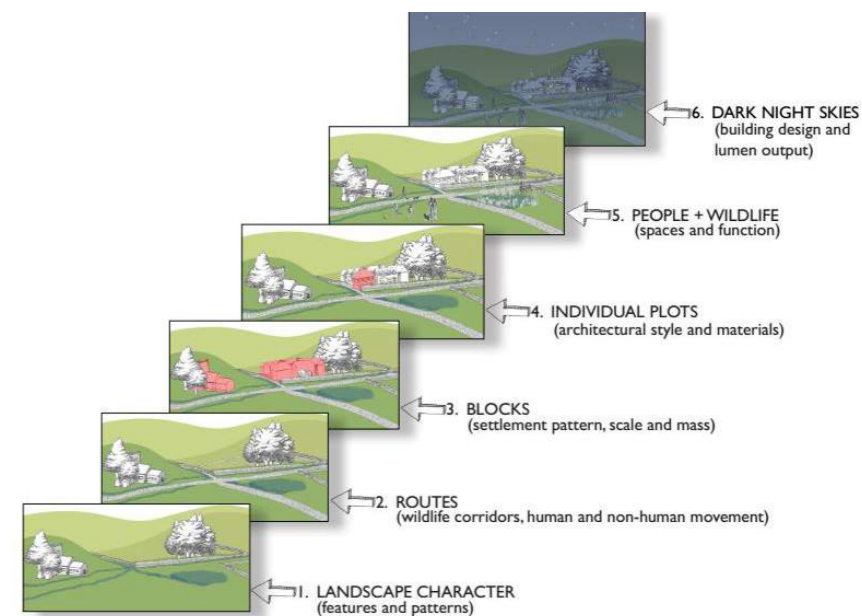 6. DARK NIGHT SKIES
(building design and
lumen output)
5. PEOPLE + WILDLIFE
(spaces and function)
4. INDIVIDUAL PLOTS
(architectural style and materials)
3. BLOCKS
(settlement pattern, scale and mass)
2. ROUTES
(wildlife corridors, human and non-human movement)
1. LANDSCAPE CHARACTER
(features and patterns)